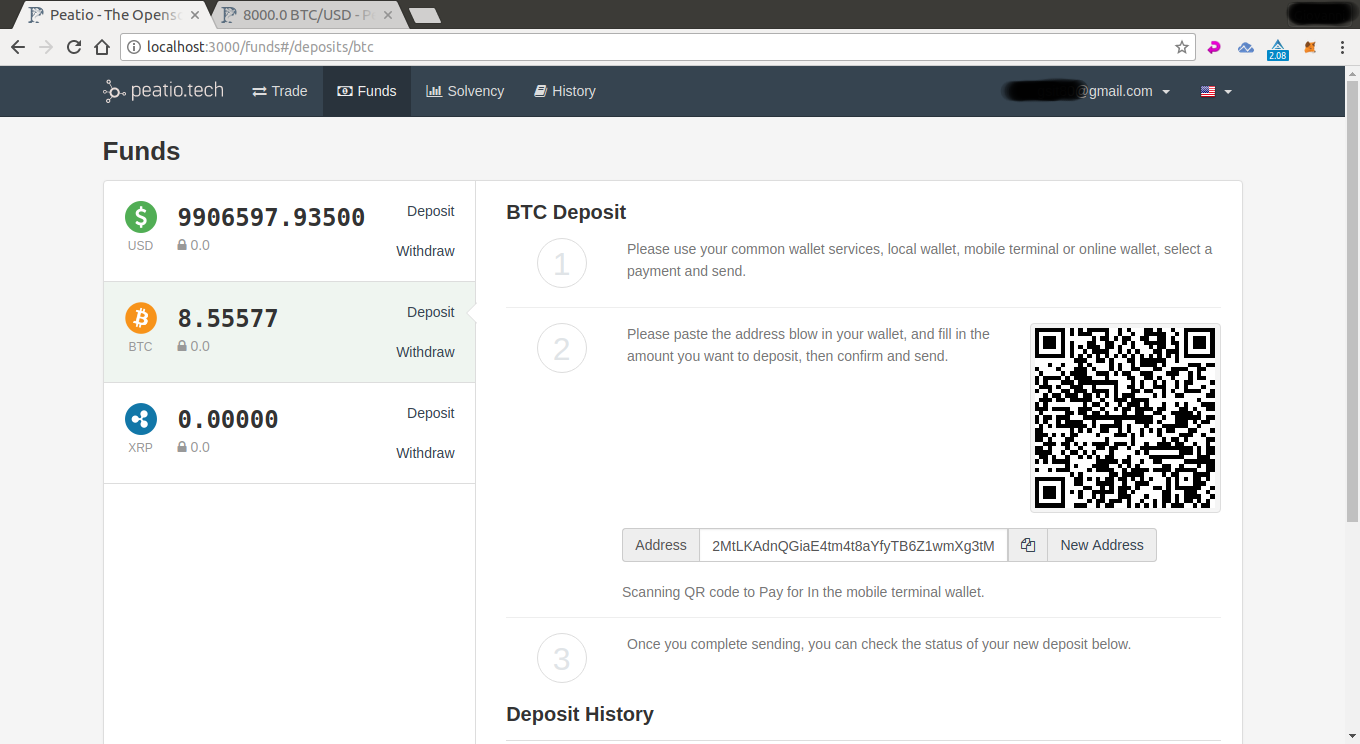 Peatio - The Openso
8000.0 BTC/USD - Pe
localhost:3000/funds#/deposits/btc
2.08
peatio.tech
Trade
Funds
Solvency
History
@gmail.com
Funds
9906597.93500
Deposit
USD
0.0
Withdraw
8.55577
Deposit
BTC
0.0
Withdraw
0.00000
Deposit
XRP
0.0
Withdraw
BTC Deposit
1
Please use your common wallet services, local wallet, mobile terminal or online wallet, select a
payment and send.
2
Please paste the address blow in your wallet, and fill in the
amount you want to deposit, then confirm and send.
Address
2MtLKAdnQGiaE4tm4t8aYfyTB6Z1wmXg3tM
New Address
Scanning QR code to Pay for In the mobile terminal wallet.
3
Once you complete sending, you can check the status of your new deposit below.
Deposit History